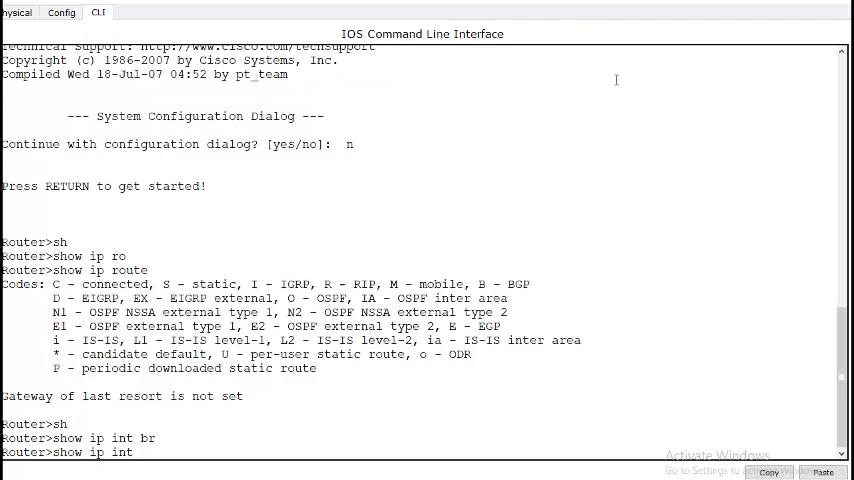 hysical Config CLI
IOS Command Line Interface
Technical Support: http://www.cisco.com/techsupport
Copyright (c) 1986-2007 by Cisco Systems, Inc.
Compiled Wed 18-Jul-07 04:52 by pt_team
--- System Configuration Dialog ---
Continue with configuration dialog? [yes/no]: n
Press RETURN to get started!
Router>sh
Router>show ip ro
Router>show ip route
Codes: C - connected, S - static, I - IGRP, R - RIP, M - mobile, B - BGP
D - EIGRP, EX - EIGRP external, O - OSPF, IA - OSPF inter area
N1 - OSPF NSSA external type 1, N2 - OSPF NSSA external type 2
E1 - OSPF external type 1, E2 - OSPF external type 2, E - EGP
i - IS-IS, L1 - IS-IS level-1, L2 - IS-IS level-2, ia - IS-IS inter area
* - candidate default, U - per-user static route, o - ODR
P - periodic downloaded static route
Gateway of last resort is not set
Router>sh
Router>show ip int br
Router>show ip int
Activate Windows
Go to Settings to activate Windows.
Copy Paste